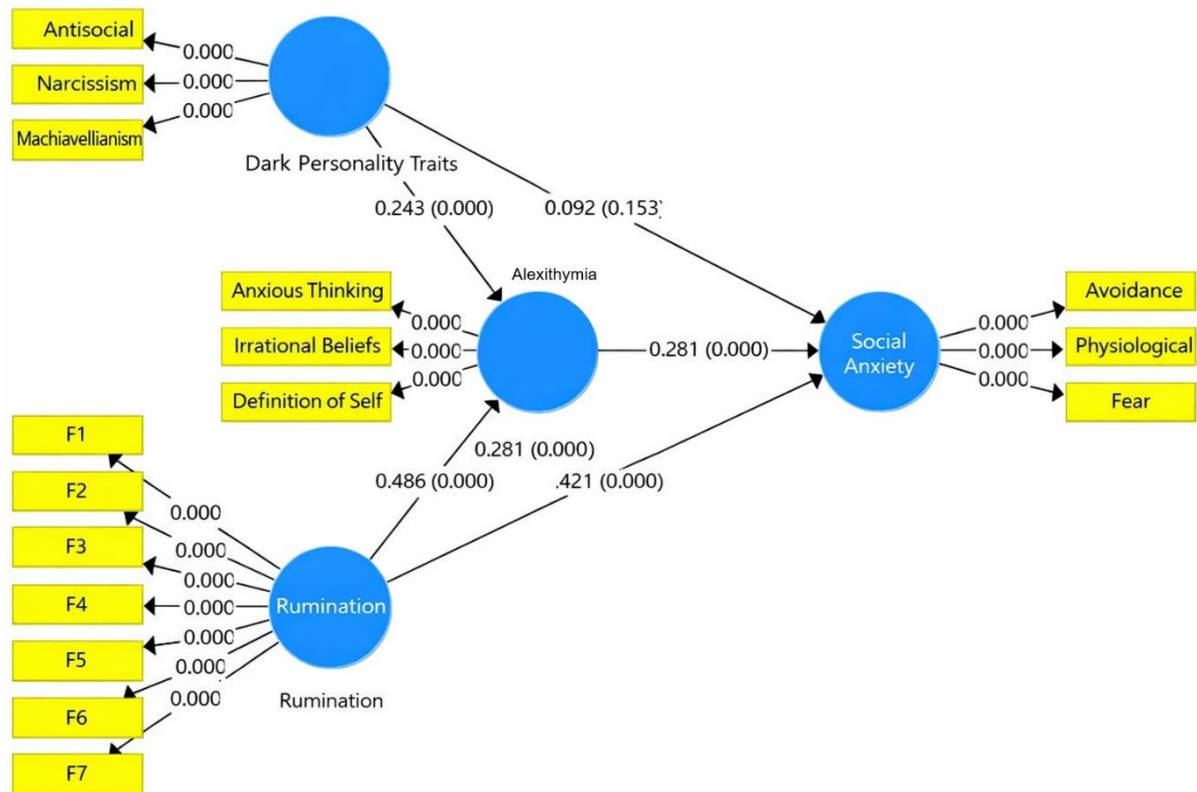 Antisocial
0.000
Narcissism
0.000
Machiavellianism
0.000
Dark Personality Traits
0.243 (0.000)
0.092 (0.153)
Alexithymia
Anxious Thinking
0.000
Irrational Beliefs
0.000
Definition of Self
0.000
0.281 (0.000)
Social
Anxiety
Avoidance
0.000
Physiological
0.000
Fear
0.000
0.281 (0.000)
0.486 (0.000)
.421 (0.000)
F1
0.000
F2
0.000
F3
0.000
F4
0.000
F5
0.000
F6
0.000
F7
0.000
Rumination
Rumination